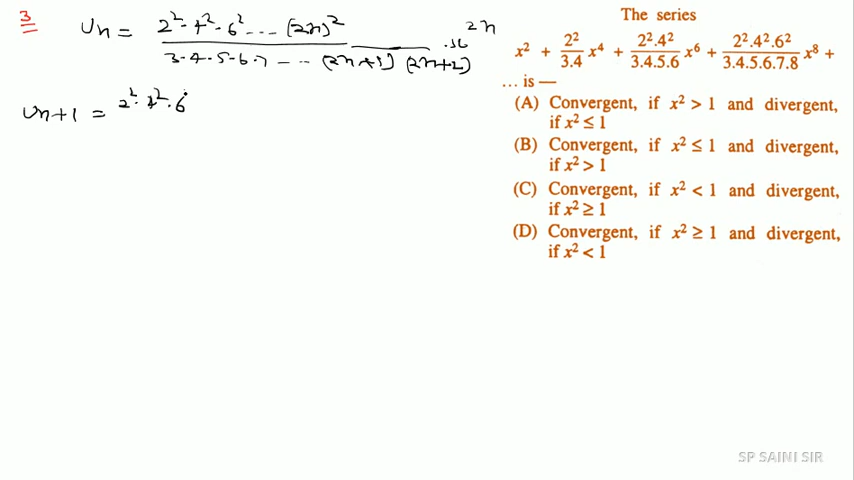 3
Un = 2². 4². 6² ---- (2n)² / 3.4.5.6.7 ---- (2n+1) (2n+2) .x 2n
Un+1 = 2². 4². 6
The series
x² + 2²/3.4 x⁴ + 2².4²/3.4.5.6 x⁶ + 2².4².6²/3.4.5.6.7.8 x⁸ +
... is —
(A) Convergent, if x² > 1 and divergent,
if x² ≤ 1
(B) Convergent, if x² ≤ 1 and divergent,
if x² > 1
(C) Convergent, if x² < 1 and divergent,
if x² ≥ 1
(D) Convergent, if x² ≥ 1 and divergent,
if x² < 1
SP SAINI SIR